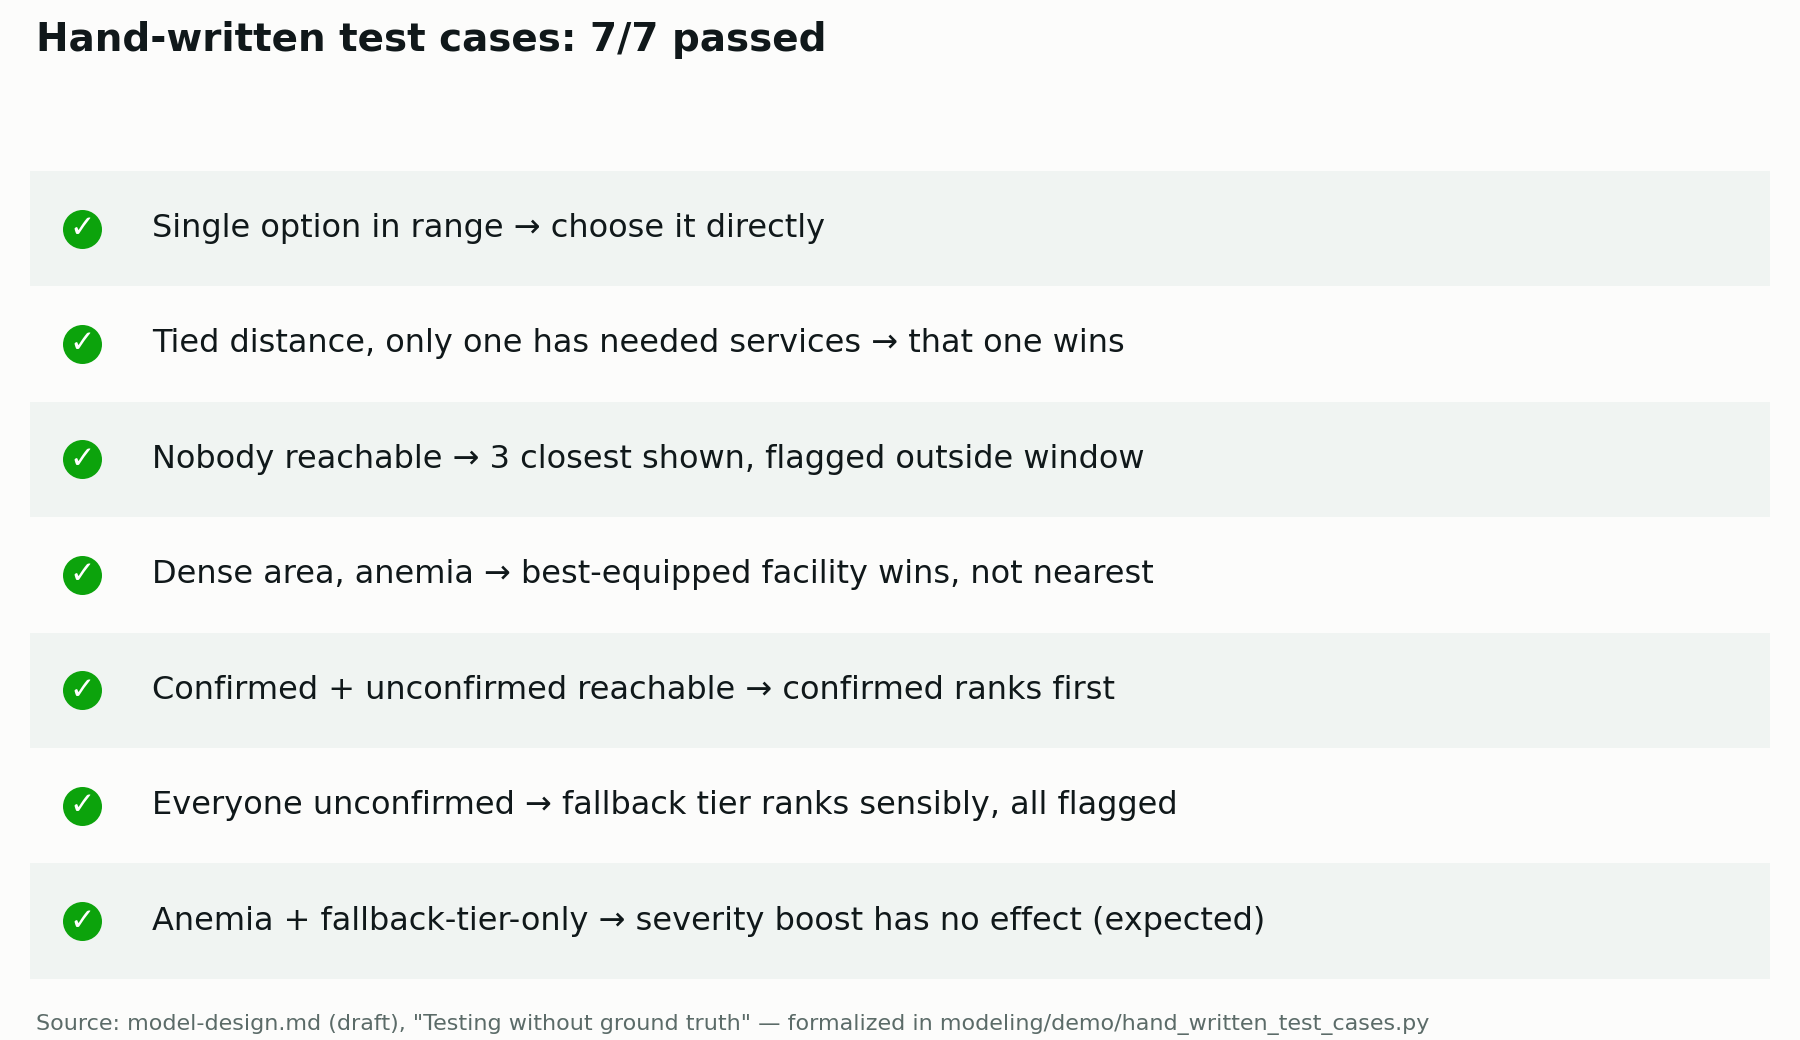 Hand-written test cases: 7/7 passed
✓ Single option in range → choose it directly
✓ Tied distance, only one has needed services → that one wins
✓ Nobody reachable → 3 closest shown, flagged outside window
✓ Dense area, anemia → best-equipped facility wins, not nearest
✓ Confirmed + unconfirmed reachable → confirmed ranks first
✓ Everyone unconfirmed → fallback tier ranks sensibly, all flagged
✓ Anemia + fallback-tier-only → severity boost has no effect (expected)
Source: model-design.md (draft), "Testing without ground truth" — formalized in modeling/demo/hand_written_test_cases.py